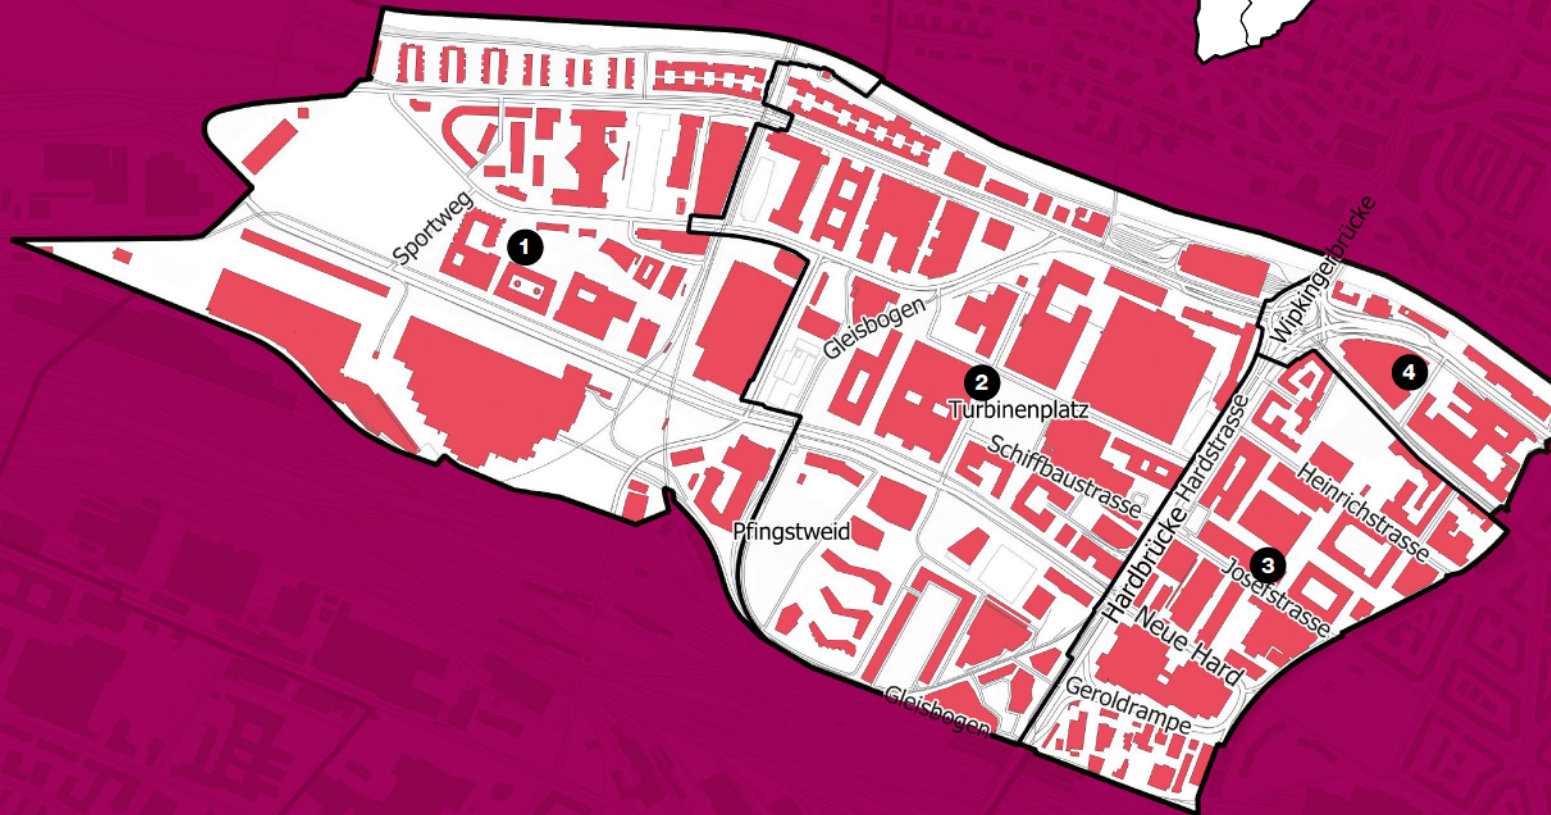 Wipkingerbrücke
Sportweg
1
Gleisbogen
2
Turbinenplatz
4
Schiffbaustrasse
Hardbrücke Hardstrasse
Heinrichstrasse
Pfingstweid
3
Josefstrasse
Neue Hard
Geroldrampe
Gleisbogen